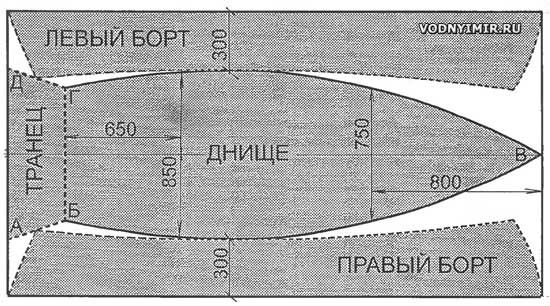 ЛЕВЫЙ БОРТ
300
VODNYIMIR.RU
Д
Г
ТРАНЕЦ
650
850
ДНИЩЕ
750
В
800
Б
А
300
ПРАВЫЙ БОРТ